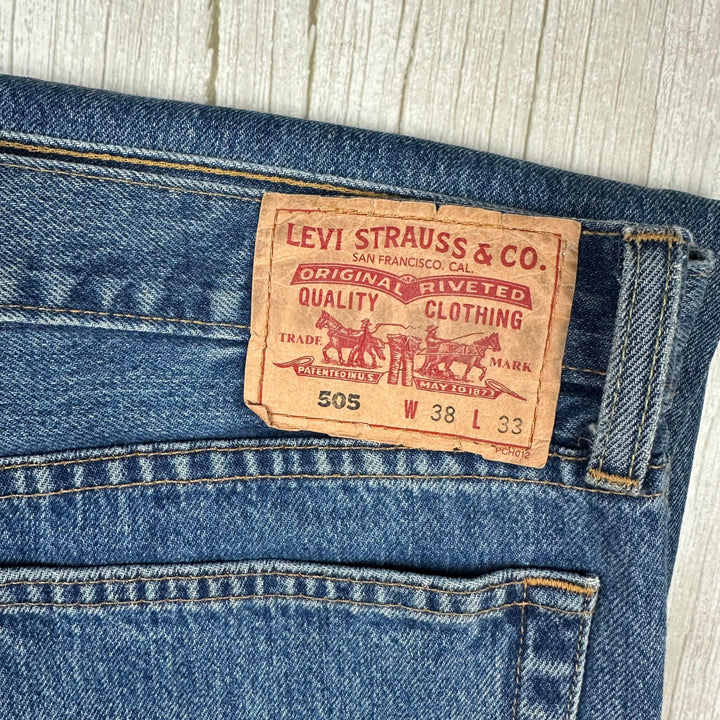 LEVI STRAUSS & CO.
SAN FRANCISCO, CAL.
ORIGINAL RIVETED
QUALITY CLOTHING
TRADE MARK
PATENTED IN U.S. MAY 20 1873
505 W 38 L 33
PCH012